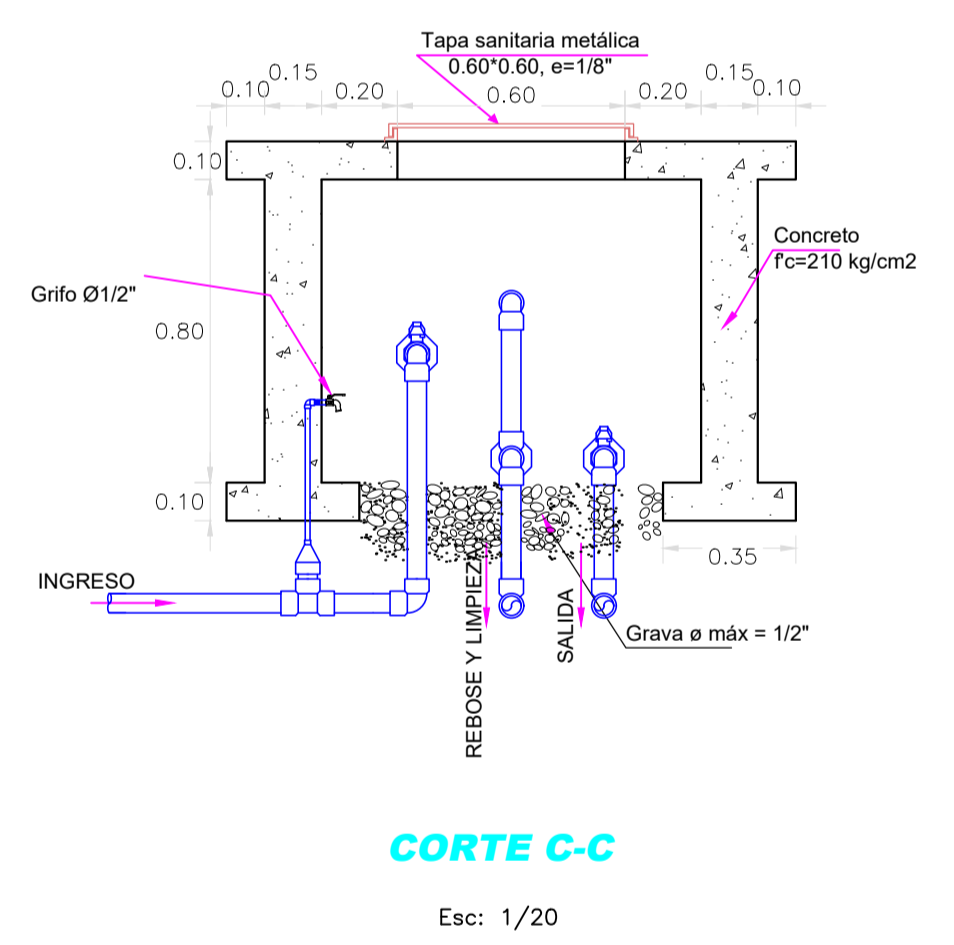 Tapa sanitaria metálica
0.60*0.60, e=1/8"
0.10
0.15
0.20
0.60
0.20
0.15
0.10
0.10
Concreto
f'c=210 kg/cm2
Grifo Ø1/2"
0.80
0.10
0.35
INGRESO
REBOSE Y LIMPIEZA
SALIDA
Grava ø máx = 1/2"
CORTE C-C
Esc: 1/20